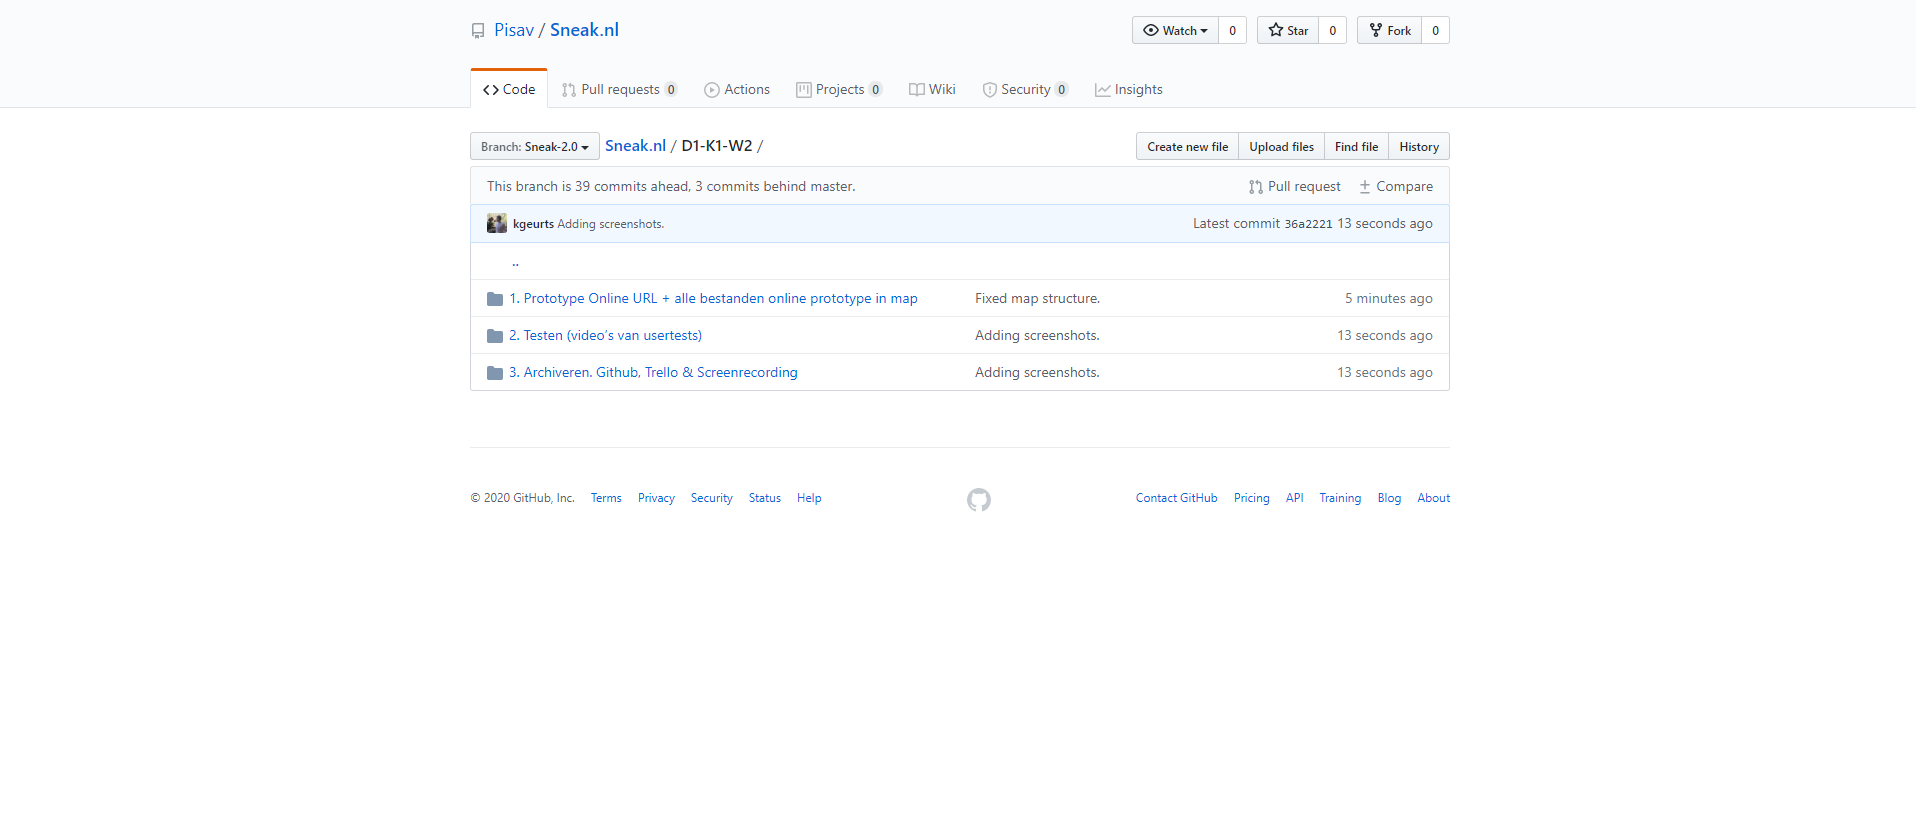 Pisav / Sneak.nl
Watch 0 Star 0 Fork 0
Code Pull requests 0 Actions Projects 0 Wiki Security 0 Insights
Branch: Sneak-2.0 Sneak.nl / D1-K1-W2 / Create new file Upload files Find file History
This branch is 39 commits ahead, 3 commits behind master. Pull request Compare
kgeurts Adding screenshots. Latest commit 36a2221 13 seconds ago
..
1. Prototype Online URL + alle bestanden online prototype in map Fixed map structure. 5 minutes ago
2. Testen (video's van usertests) Adding screenshots. 13 seconds ago
3. Archiveren. Github, Trello & Screenrecording Adding screenshots. 13 seconds ago
© 2020 GitHub, Inc. Terms Privacy Security Status Help Contact GitHub Pricing API Training Blog About